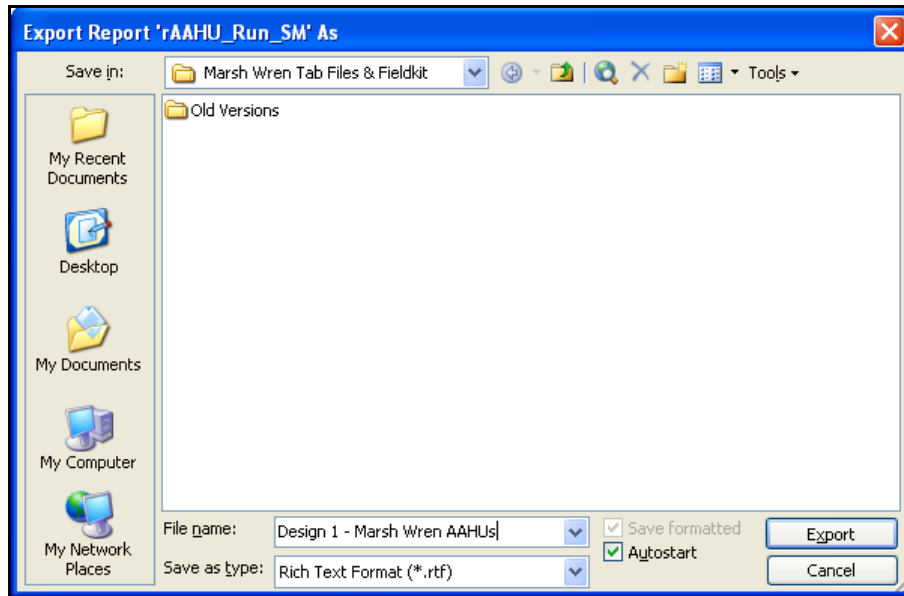 Export Report 'rAAHU_Run_SM' As
Save in: Marsh Wren Tab Files & Fieldkit Tools
Old Versions
My Recent
Documents
Desktop
My Documents
My Computer
My Network
Places
File name: Design 1 - Marsh Wren AAHUs Save formatted Export
Autostart
Save as type: Rich Text Format (*.rtf) Cancel